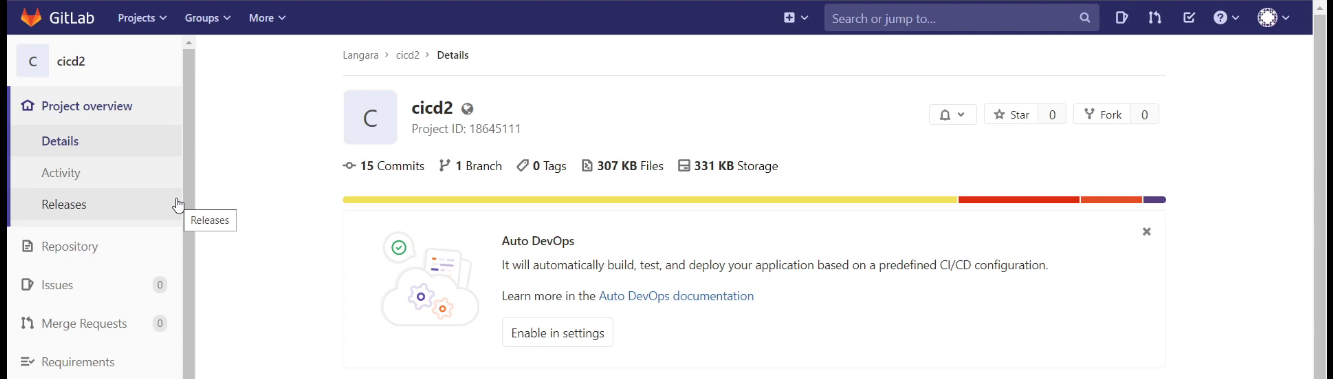 GitLab Projects Groups More Search or jump to...
C cicd2
Project overview
Details
Activity
Releases
Releases
Repository
Issues 0
Merge Requests 0
Requirements
Langara > cicd2 > Details
C
cicd2
Project ID: 18645111
Star 0 Fork 0
15 Commits 1 Branch 0 Tags 307 KB Files 331 KB Storage
Auto DevOps
It will automatically build, test, and deploy your application based on a predefined CI/CD configuration.
Learn more in the Auto DevOps documentation
Enable in settings